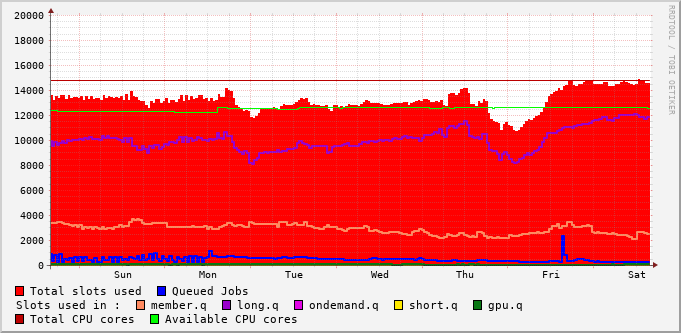 20000
18000
16000
14000
12000
10000
8000
6000
4000
2000
0
Sun Mon Tue Wed Thu Fri Sat
RRDTOOL / TOBI OETIKER
Total slots used Queued Jobs
Slots used in : member.q long.q ondemand.q short.q gpu.q
Total CPU cores Available CPU cores